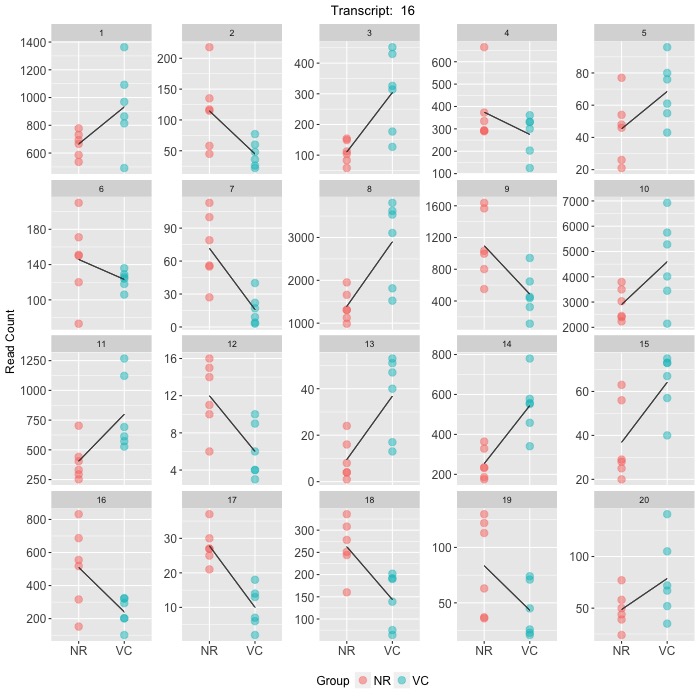 Transcript: 16
Read Count
1 2 3 4 5
1400 1200 1000 800 600
200 150 100 50
400 300 200 100
600 500 400 300 200 100
80 60 40 20
6 7 8 9 10
180 140 100
90 60 30 0
3000 2000 1000
1600 1200 800 400
7000 6000 5000 4000 3000 2000
11 12 13 14 15
1250 1000 750 500 250
16 12 8 4
40 20 0
800 600 400 200
60 40 20
16 17 18 19 20
800 600 400 200
30 20 10
300 250 200 150 100
100 50
100 50
NR VC NR VC NR VC NR VC NR VC
Group NR VC